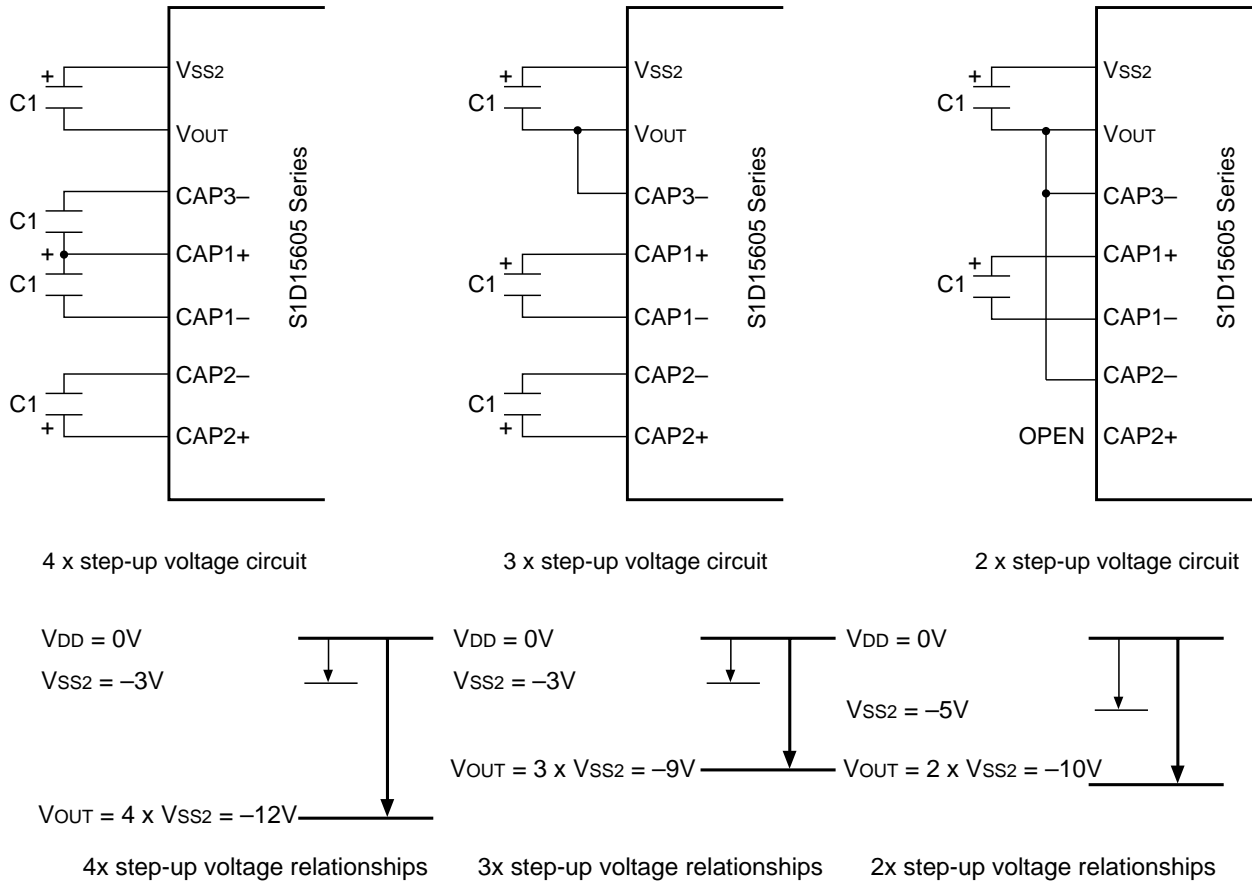 +
C1
C1
+
C1
C1
+
VSS2
VOUT
CAP3–
CAP1+
CAP1–
CAP2–
CAP2+
S1D15605 Series
4 x step-up voltage circuit
+
C1
+
C1
C1
+
VSS2
VOUT
CAP3–
CAP1+
CAP1–
CAP2–
CAP2+
S1D15605 Series
3 x step-up voltage circuit
+
C1
+
C1
OPEN
VSS2
VOUT
CAP3–
CAP1+
CAP1–
CAP2–
CAP2+
S1D15605 Series
2 x step-up voltage circuit
VDD = 0V
VSS2 = –3V
VOUT = 4 x VSS2 = –12V
4x step-up voltage relationships
VDD = 0V
VSS2 = –3V
VOUT = 3 x VSS2 = –9V
3x step-up voltage relationships
VDD = 0V
VSS2 = –5V
VOUT = 2 x VSS2 = –10V
2x step-up voltage relationships